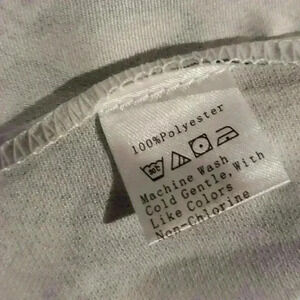 100%Polyester
Machine Wash
Cold Gentle, With
Like Colors
Non-Chlorine